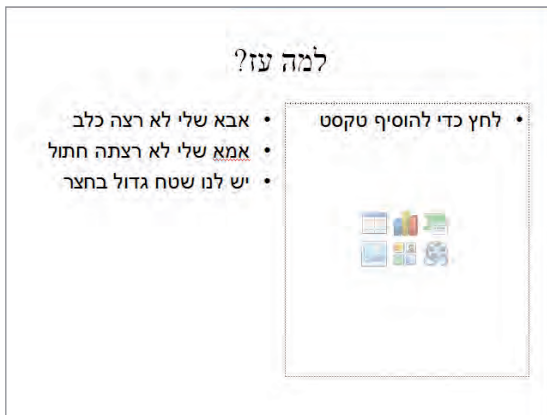 למה עז?
לחץ כדי להוסיף טקסט
אבא שלי לא רצה כלב
אמא שלי לא רצתה חתול
יש לנו שטח גדול בחצר